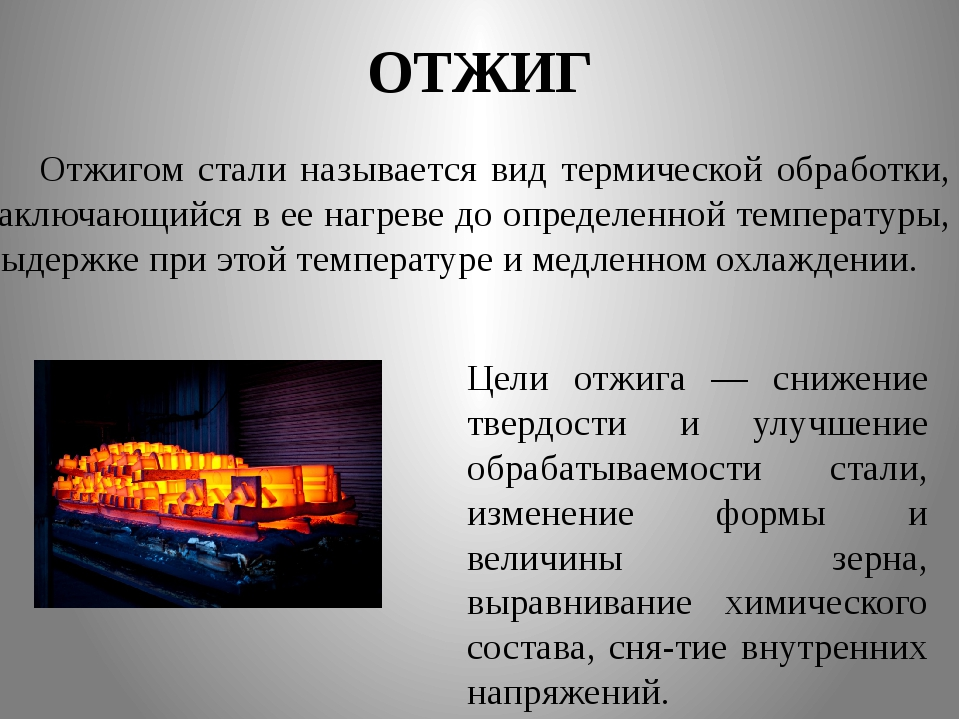 ОТЖИГ
Отжигом стали называется вид термической обработки,
аключающийся в ее нагреве до определенной температуры,
ыдержке при этой температуре и медленном охлаждении.
Цели отжига — снижение
твердости и улучшение
обрабатываемости стали,
изменение формы и
величины зерна,
выравнивание химического
состава, сня-тие внутренних
напряжений.